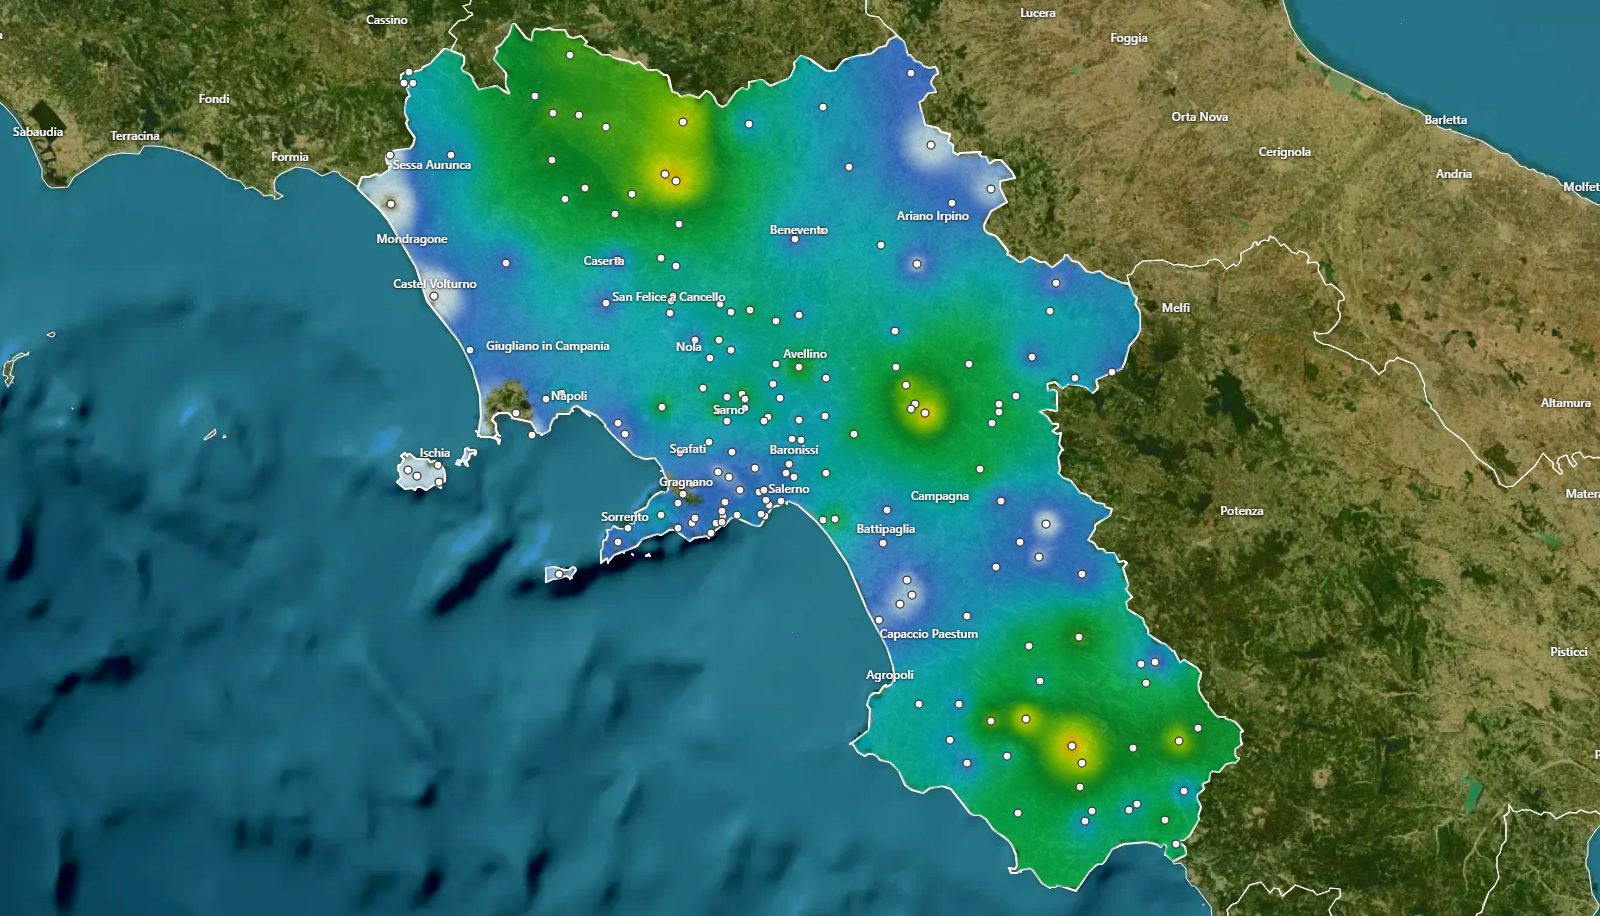 Lucera
Cassino
Foggia
Fondi
Orta Nova
Barletta
Sabaudia
Terracina
Cerignola
Formia
Sessa Aurunca
Andria
Molfet
Ariano Irpino
Benevento
Mondragone
Caserta
Castel Volturno
San Felice a Cancello
Melfi
Giugliano in Campania
Nola
Avellino
Napoli
Altamura
Sarno
Scafati
Baronissi
Ischia
Gragnano
Salerno
Campagna
Matera
Potenza
Sorrento
Battipaglia
Capaccio Paestum
Pisticci
Agropoli